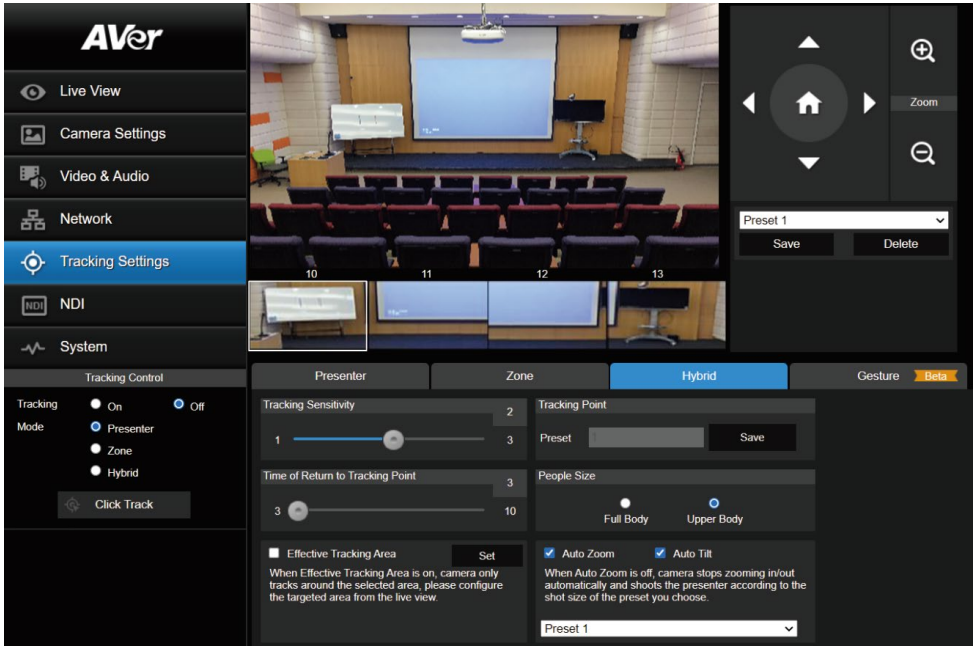 AVer
Live View
Camera Settings
Video & Audio
Network
Tracking Settings
NDI
NDI
System
Tracking Control
Tracking
On
Off
Mode
Presenter
Zone
Hybrid
Click Track
10
11
12
13
Zoom
Preset 1
Save
Delete
Presenter
Zone
Hybrid
Gesture
Beta
Tracking Sensitivity
2
1
3
Time of Return to Tracking Point
3
3
10
Effective Tracking Area
Set
When Effective Tracking Area is on, camera only
tracks around the selected area, please configure
the targeted area from the live view.
Tracking Point
Preset
1
Save
People Size
Full Body
Upper Body
Auto Zoom
Auto Tilt
When Auto Zoom is off, camera stops zooming in/out
automatically and shoots the presenter according to the
shot size of the preset you choose.
Preset 1